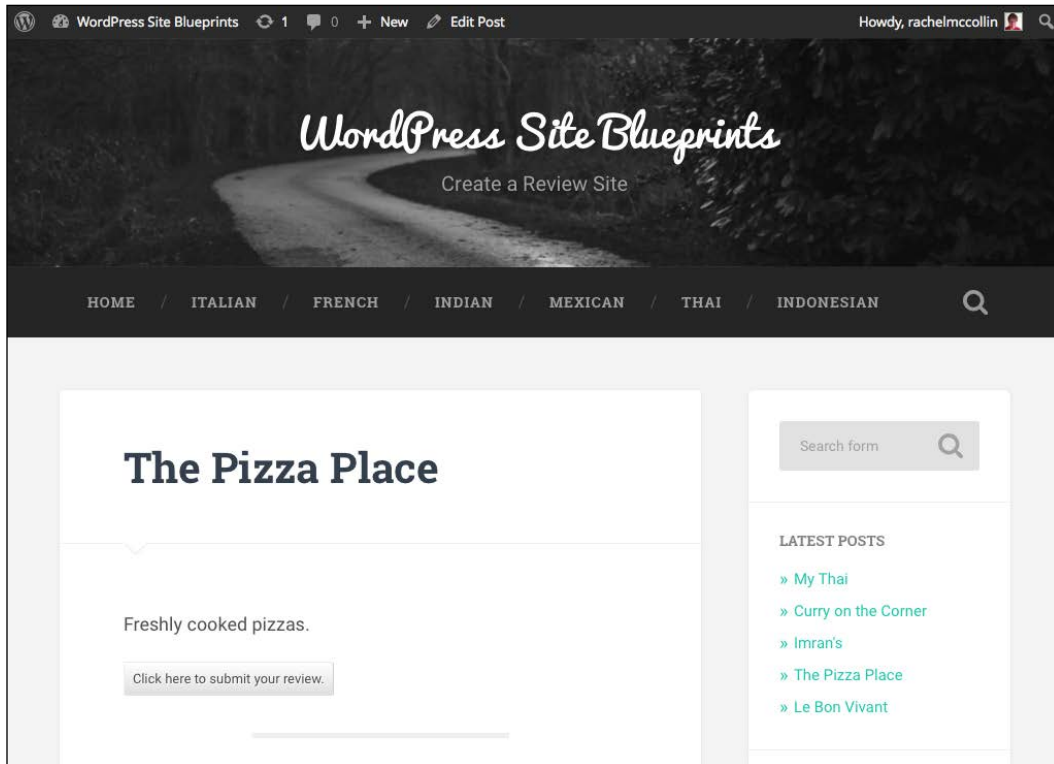 WordPress Site Blueprints 1 0 + New Edit Post Howdy, rachelmccollin
WordPress Site Blueprints
Create a Review Site
HOME / ITALIAN / FRENCH / INDIAN / MEXICAN / THAI / INDONESIAN
The Pizza Place
Freshly cooked pizzas.
Click here to submit your review.
Search form
LATEST POSTS
» My Thai
» Curry on the Corner
» Imran's
» The Pizza Place
» Le Bon Vivant